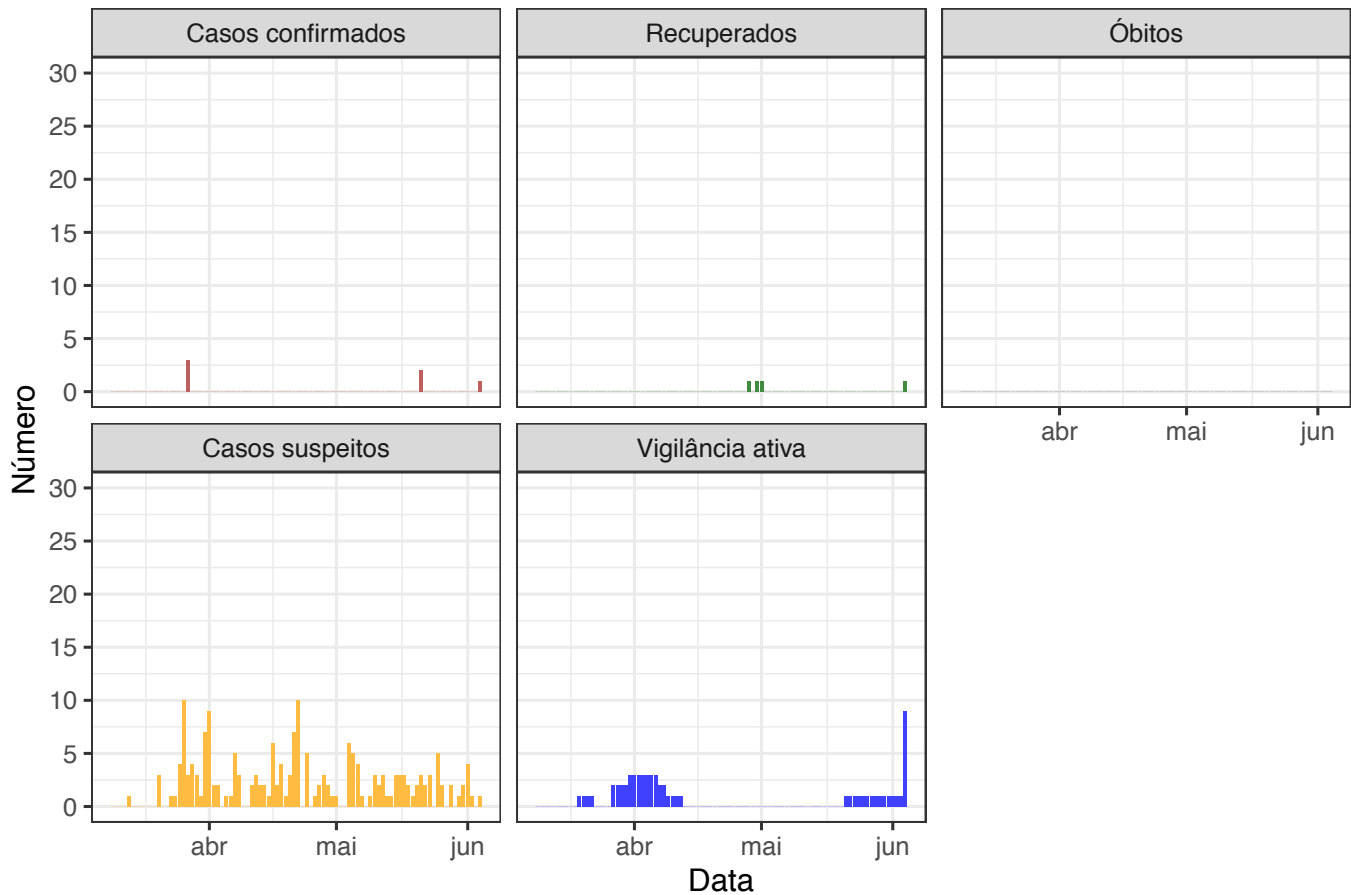 Casos confirmados
Recuperados
Óbitos
30
25
20
15
10
5
0
abr mai jun
Número
Casos suspeitos
Vigilância ativa
30
25
20
15
10
5
0
abr mai jun
abr mai jun
Data